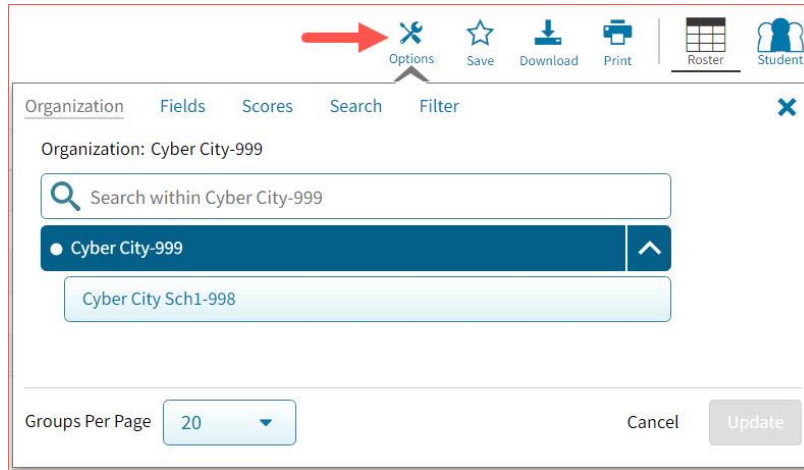 Options Save Download Print Roster Student
Organization Fields Scores Search Filter
Organization: Cyber City-999
Search within Cyber City-999
Cyber City-999
Cyber City Sch1-998
Groups Per Page 20 Cancel Update